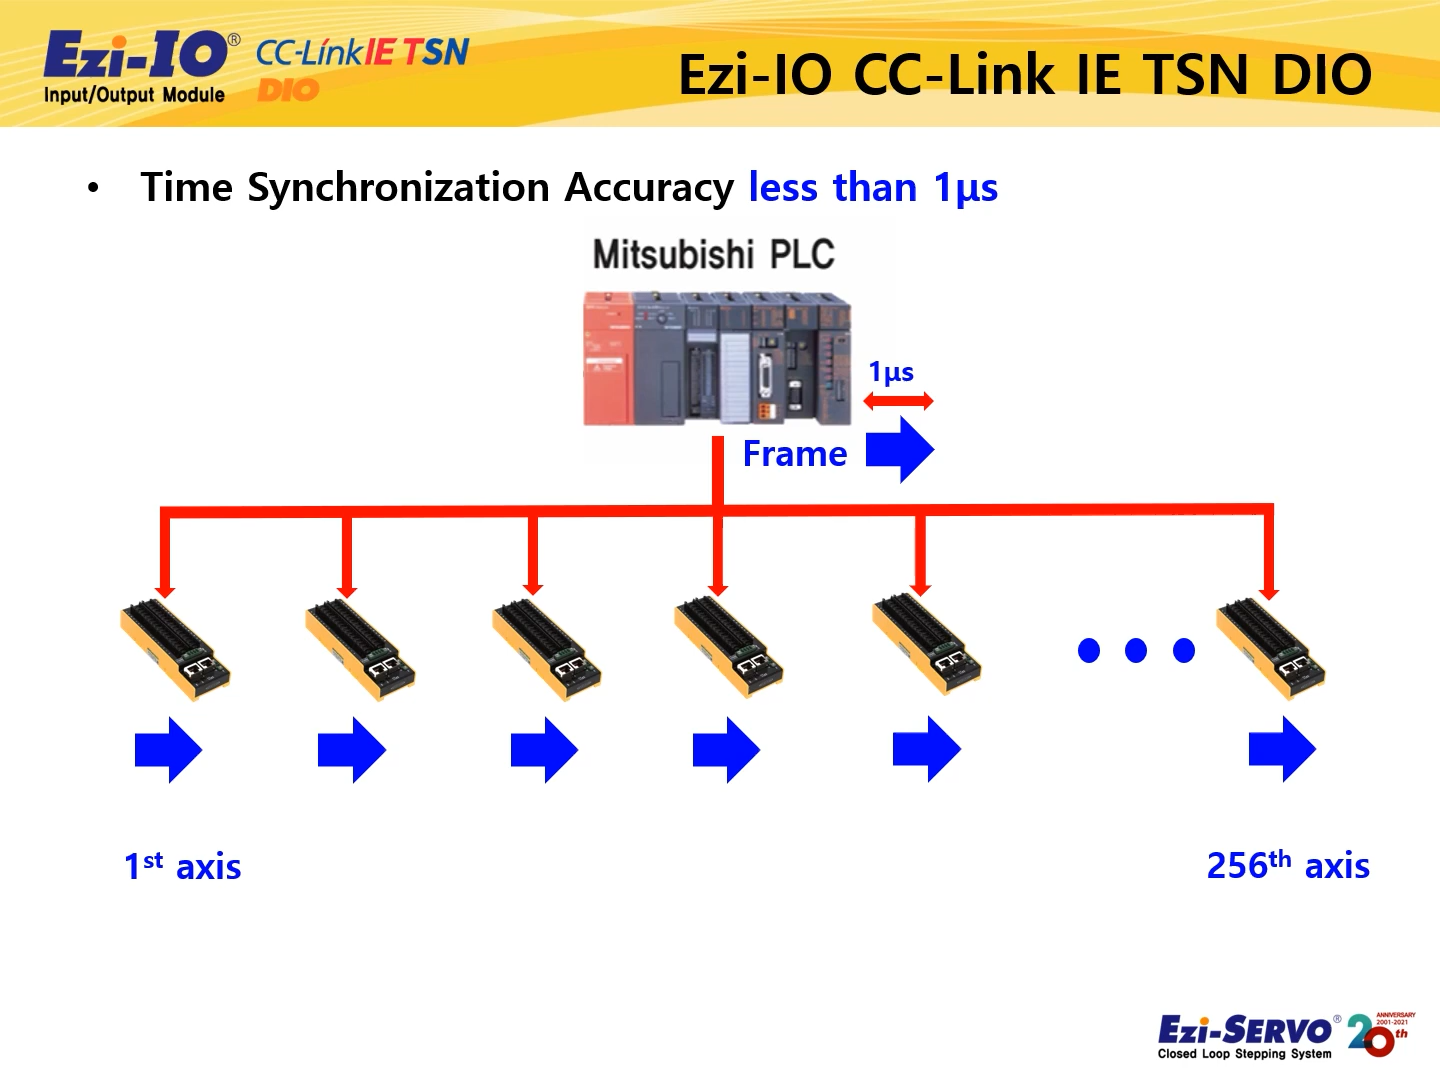 Ezi-IO® CC-Link IE TSN
Input/Output Module DIO
Ezi-IO CC-Link IE TSN DIO
• Time Synchronization Accuracy less than 1μs
Mitsubishi PLC
1μs
Frame
1st axis
256th axis
Ezi-SERVO®
Closed Loop Stepping System
20th
ANNIVERSARY
2001-2021